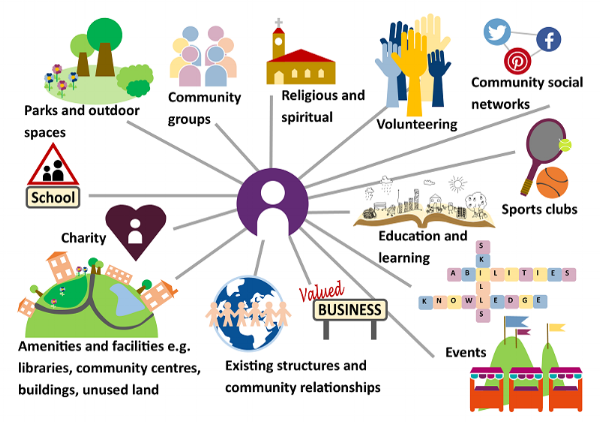 Parks and outdoor
spaces
Community
groups
Religious and
spiritual
Volunteering
Community social
networks
School
Charity
Sports clubs
Education and
learning
SKILLS
ABILITIES
KNOWLEDGE
Amenities and facilities e.g.
libraries, community centres,
buildings, unused land
Existing structures and
community relationships
Valued
BUSINESS
Events